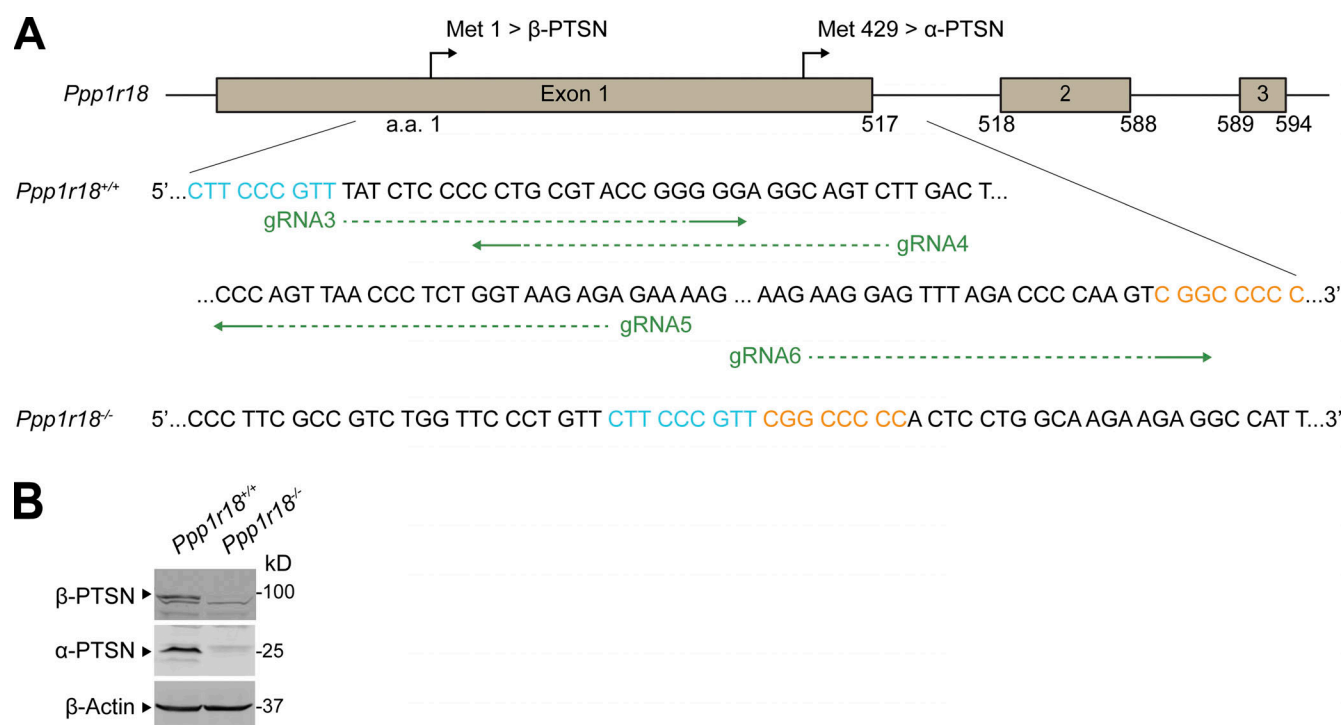 A
Met 1 > β-PTSN
Met 429 > α-PTSN
Ppp1r18
Exon 1
2
3
a.a. 1
517
518
588
589
594
Ppp1r18+/+ 5’...CTT CCC GTT TAT CTC CCC CTG CGT ACC GGG GGA GGC AGT CTT GAC T...
gRNA3
gRNA4
...CCC AGT TAA CCC TCT GGT AAG AGA GAA AAG ... AAG AAG GAG TTT AGA CCC CAA GTC GGCC CCC C...3’
gRNA5
gRNA6
Ppp1r18-/- 5’...CCC TTC GCC GTC TGG TTC CCT GTT CTT CCC GTT CGG CCC CCA CTC CTG GCA AGA AGA GGC CAT T...3’
B
Ppp1r18+/+
Ppp1r18-/-
kD
β-PTSN
-100
α-PTSN
-25
β-Actin
-37